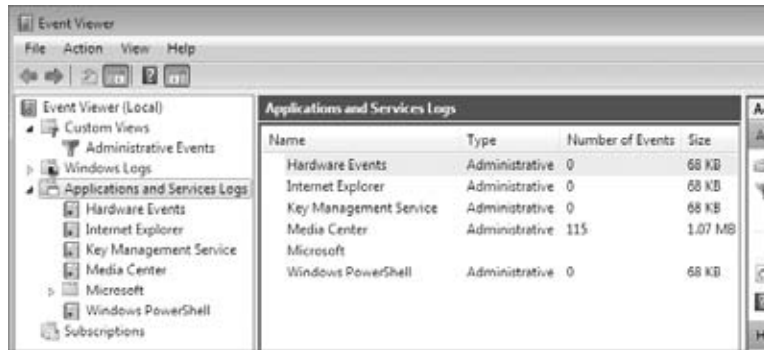 Event Viewer
File Action View Help
Event Viewer (Local)
Custom Views
Administrative Events
Windows Logs
Applications and Services Logs
Hardware Events
Internet Explorer
Key Management Service
Media Center
Microsoft
Windows PowerShell
Subscriptions
Applications and Services Logs
Name Type Number of Events Size
Hardware Events Administrative 0 68 KB
Internet Explorer Administrative 0 68 KB
Key Management Service Administrative 0 68 KB
Media Center Administrative 115 1.07 MB
Microsoft
Windows PowerShell Administrative 0 68 KB
A
A
H